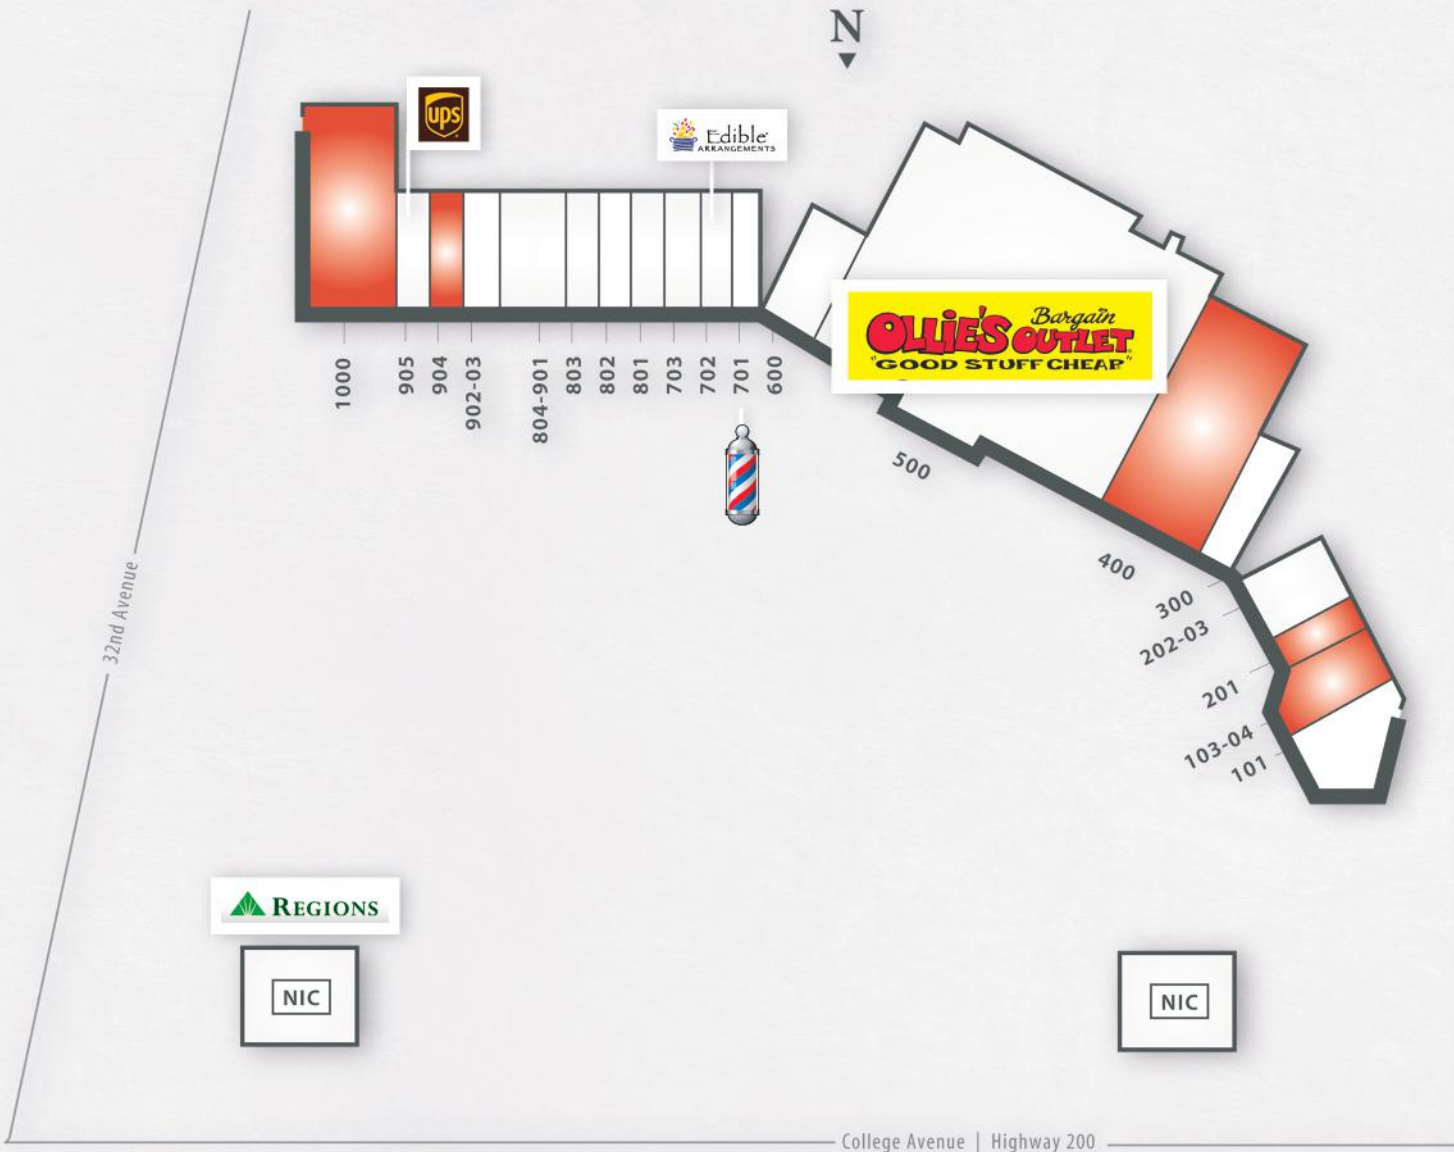 N
ups
Edible
ARRANGEMENTS
OLLIE'S Bargain OUTLET
"GOOD STUFF CHEAP"
1000
905
904
902-03
804-901
803
802
801
703
702
701
600
500
400
300
202-03
201
103-04
101
32nd Avenue
REGIONS
NIC
NIC
College Avenue | Highway 200